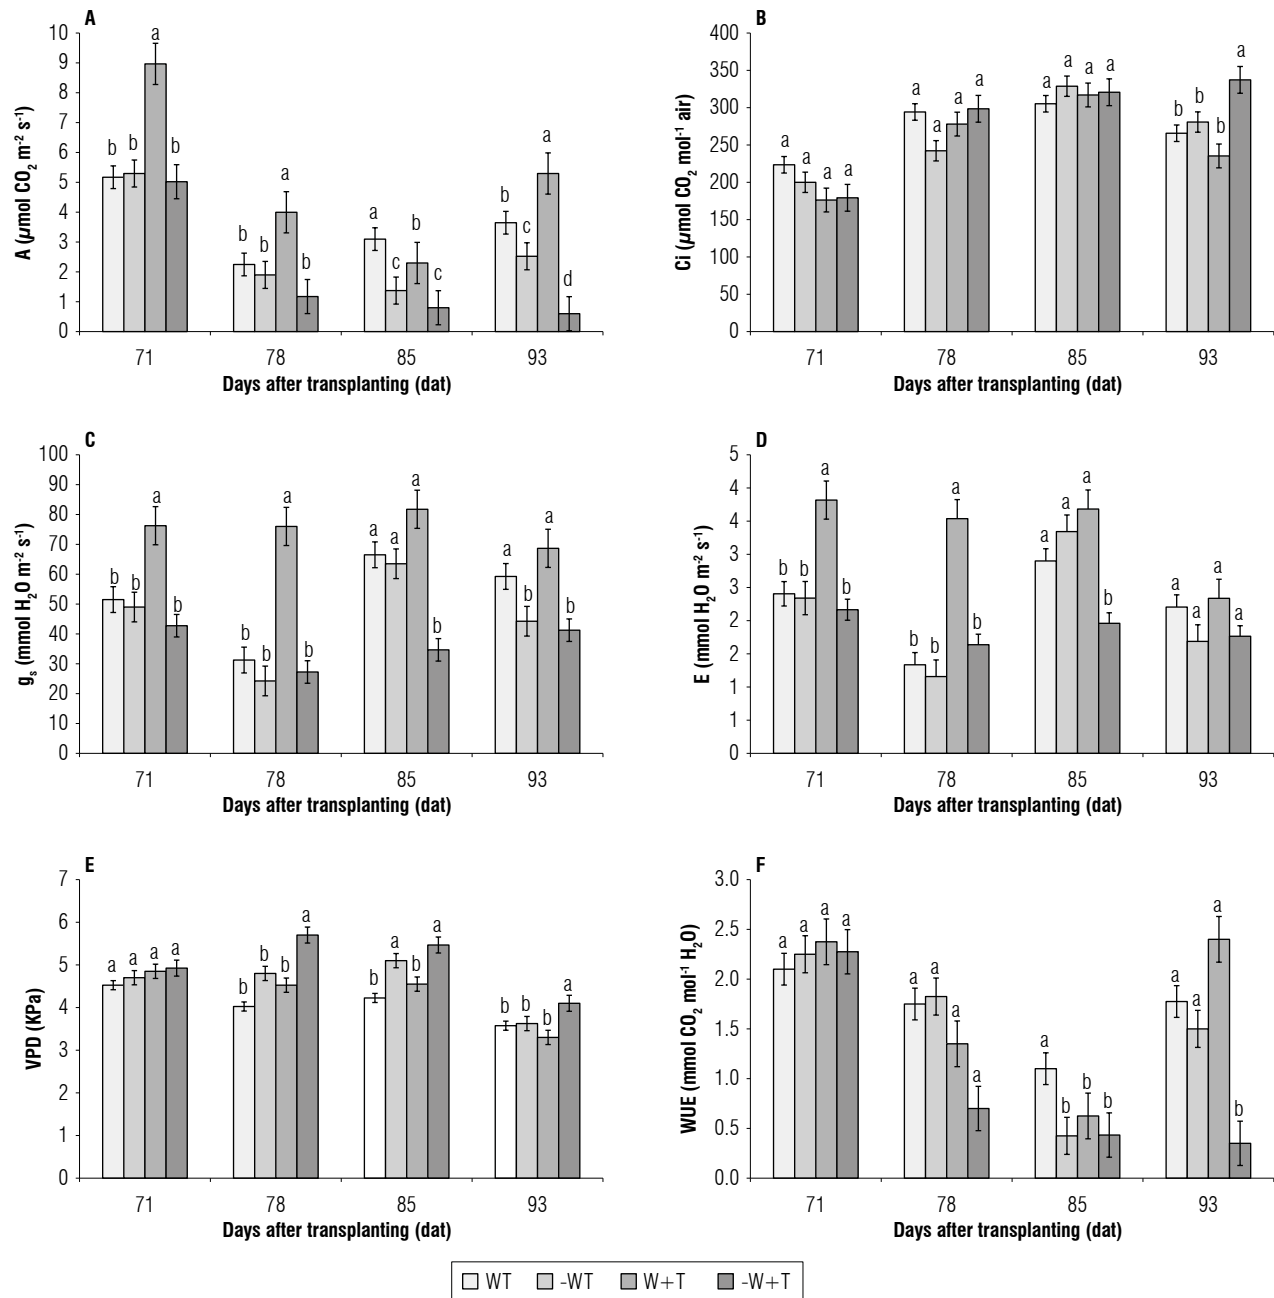 A
A (µmol CO₂ m⁻² s⁻¹)
10
9
8
7
6
5
4
3
2
1
0
b b a b
b b a b
a c b c
b c a d
71 78 85 93
Days after transplanting (dat)
B
Ci (µmol CO₂ mol⁻¹ air)
400
350
300
250
200
150
100
50
0
a a a a
a a a a
a a a a
b b b a
71 78 85 93
Days after transplanting (dat)
C
gₛ (mmol H₂O m⁻² s⁻¹)
100
90
80
70
60
50
40
30
20
10
0
b b a b
b b a b
a a a b
a b a b
71 78 85 93
Days after transplanting (dat)
D
E (mmol H₂O m⁻² s⁻¹)
5
4
4
3
3
2
2
1
1
0
b b a b
b b a b
a a a b
a a a a
71 78 85 93
Days after transplanting (dat)
E
VPD (KPa)
7
6
5
4
3
2
1
0
a a a a
b b b a
b a b a
b b b a
71 78 85 93
Days after transplanting (dat)
F
WUE (mmol CO₂ mol⁻¹ H₂O)
3.0
2.5
2.0
1.5
1.0
0.5
0.0
a a a a
a a a a
a b b b
a a a b
71 78 85 93
Days after transplanting (dat)
WT -WT W+T -W+T